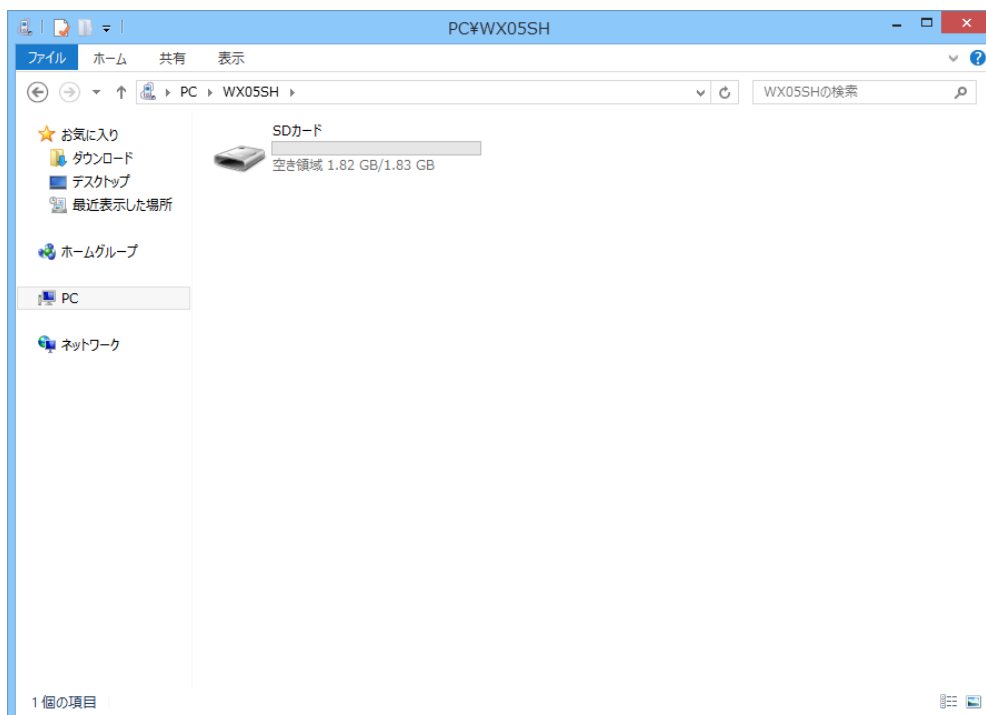 PC¥WX05SH
ファイル ホーム 共有 表示
PC WX05SH WX05SHの検索
お気に入り
ダウンロード
デスクトップ
最近表示した場所
ホームグループ
PC
ネットワーク
SDカード
空き領域 1.82 GB/1.83 GB
1 個の項目